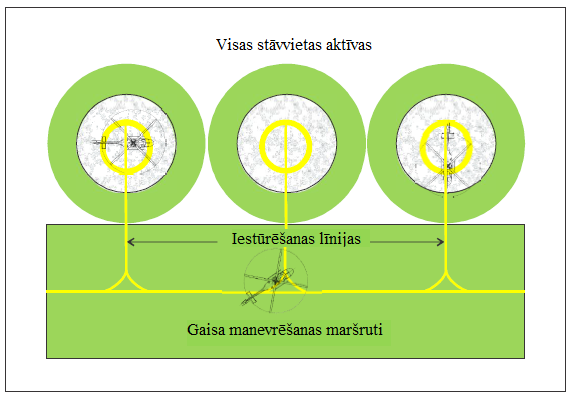 Visas stāvvietas aktīvas
Iestūrēšanas līnijas
Gaisa manevrēšanas maršruti